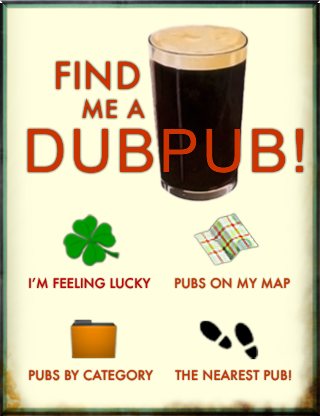 FIND
ME A
DUBPUB!
I'M FEELING LUCKY
PUBS ON MY MAP
PUBS BY CATEGORY
THE NEAREST PUB!